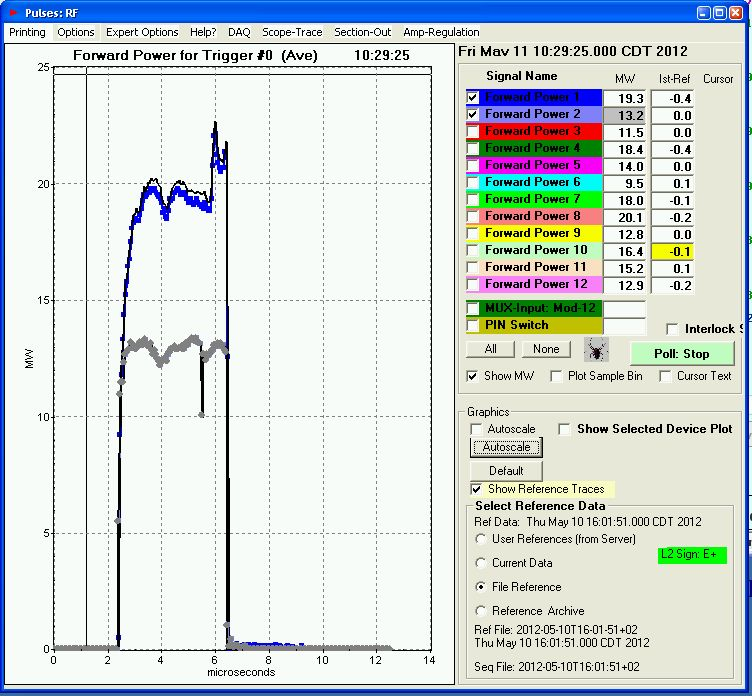 Pulses: RF
Printing Options Expert Options Help? DAQ Scope-Trace Section-Out Amp-Regulation
Forward Power for Trigger #0 (Ave) 10:29:25
Fri May 11 10:29:25.000 CDT 2012
Signal Name MW Ist-Ref Cursor
Forward Power 1 19.3 -0.4
Forward Power 2 13.2 0.0
Forward Power 3 11.5 0.0
Forward Power 4 18.4 -0.4
Forward Power 5 14.0 0.0
Forward Power 6 9.5 0.1
Forward Power 7 18.0 -0.1
Forward Power 8 20.1 -0.2
Forward Power 9 12.8 0.0
Forward Power 10 16.4 -0.1
Forward Power 11 15.2 0.1
Forward Power 12 12.9 -0.2
MUX-Input: Mod-12
PIN Switch
Interlock S
All None Poll: Stop
Show MW Plot Sample Bin Cursor Text
Graphics
Autoscale Show Selected Device Plot
Autoscale
Default
Show Reference Traces
Select Reference Data
Ref Data: Thu May 10 16:01:51.000 CDT 2012
User References (from Server)
L2 Sign: E+
Current Data
File Reference
Reference Archive
Ref File: 2012-05-10T16-01-51+02
Thu May 10 16:01:51.000 CDT 2012
Seq File: 2012-05-10T16:01:51+02
25
20
15
10
5
0
MW
0 2 4 6 8 10 12 14
microseconds